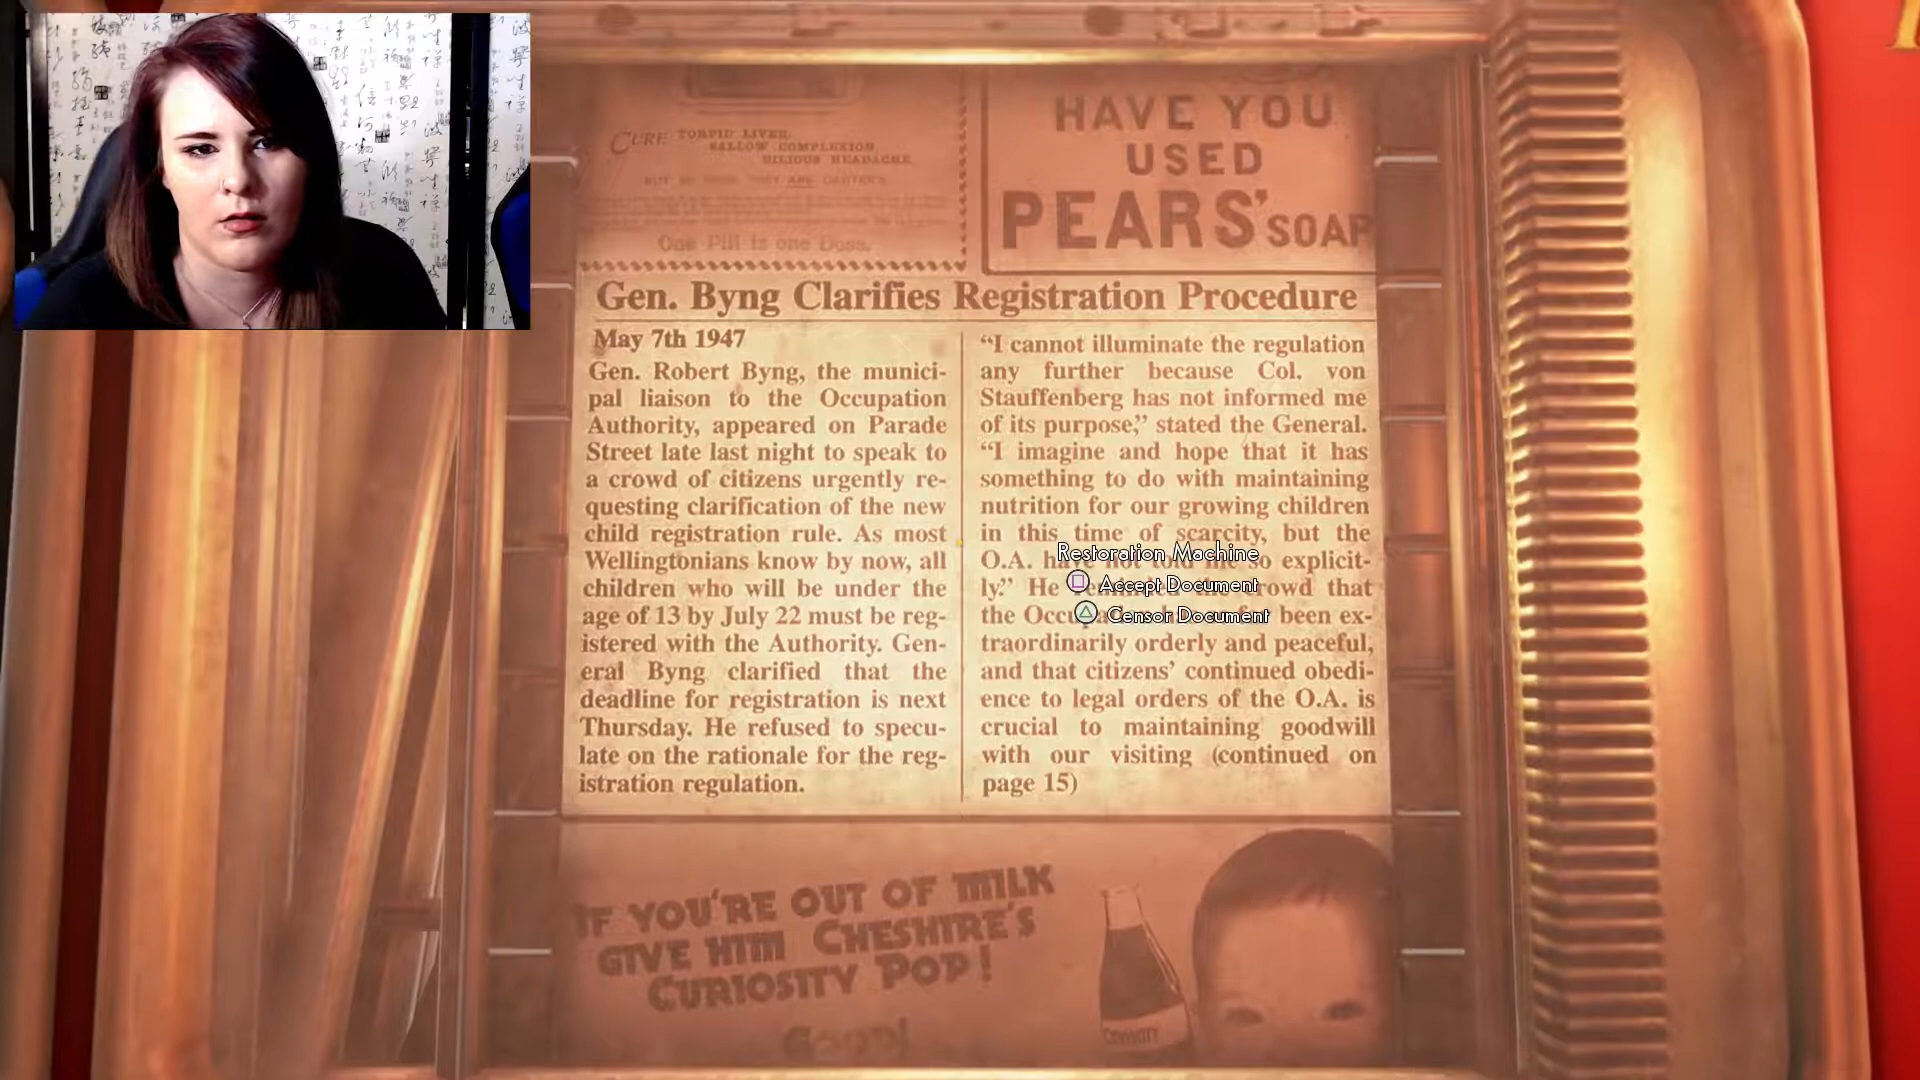 CURE TORPID LIVER,
SALLOW COMPLEXION,
BILIOUS HEADACHE.
One Pill is one Dose.
HAVE YOU
USED
PEARS' SOAP
Gen. Byng Clarifies Registration Procedure
May 7th 1947
Gen. Robert Byng, the munici-
pal liaison to the Occupation
Authority, appeared on Parade
Street late last night to speak to
a crowd of citizens urgently re-
questing clarification of the new
child registration rule. As most
Wellingtonians know by now, all
children who will be under the
age of 13 by July 22 must be reg-
istered with the Authority. Gen-
eral Byng clarified that the
deadline for registration is next
Thursday. He refused to specu-
late on the rationale for the reg-
istration regulation.
“I cannot illuminate the regulation
any further because Col. von
Stauffenberg has not informed me
of its purpose,” stated the General.
“I imagine and hope that it has
something to do with maintaining
nutrition for our growing children
in this time of scarcity, but the
O.A. have not told me so explicit-
ly.” He reminded the crowd that
the been ex-
traordinarily orderly and peaceful,
and that citizens’ continued obedi-
ence to legal orders of the O.A. is
crucial to maintaining goodwill
with our visiting (continued on
page 15)
Restoration Machine
Accept Document
Censor Document
IF YOU'RE OUT OF MILK
GIVE HIM CHESHIRE'S
CURIOSITY POP!
GOOD!